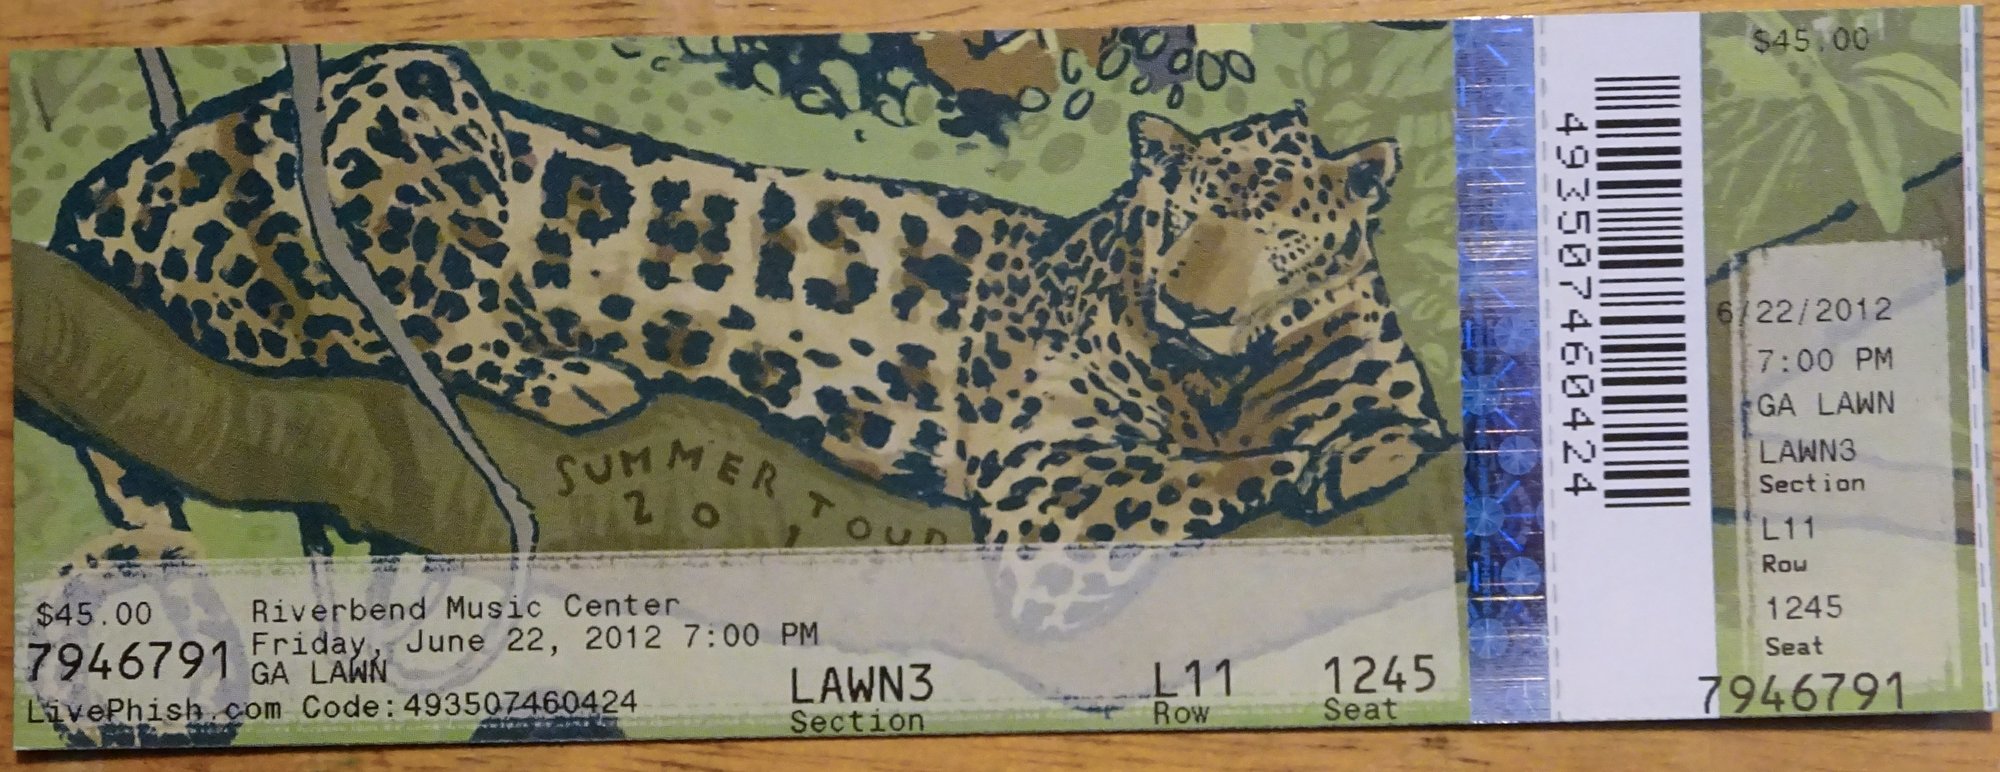 PHISH
SUMMER TOUR
20
$45.00
7946791
Riverbend Music Center
Friday, June 22, 2012 7:00 PM
GA LAWN
LivePhish.com Code:493507460424
LAWN3
Section
L11
Row
1245
Seat
493507460424
$45.00
6/22/2012
7:00 PM
GA LAWN
LAWN3
Section
L11
Row
1245
Seat
7946791